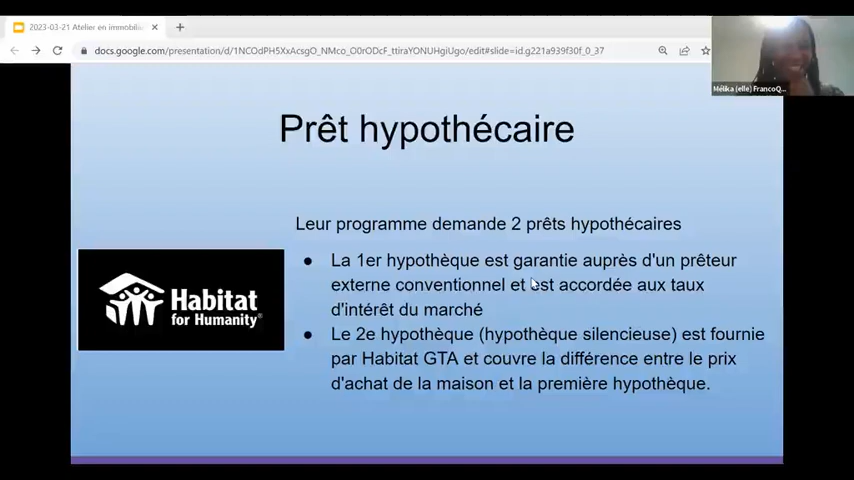 2023-03-21 Atelier en immobili
docs.google.com/presentation/d/1NCOdPH5XxAcsgO_NMco_O0rODcF_ttiraYONUHgiUgo/edit#slide=id.g221a939f30f_0_37
Mélika (elle) FrancoQ...
Prêt hypothécaire
Leur programme demande 2 prêts hypothécaires
● La 1er hypothèque est garantie auprès d'un prêteur
externe conventionnel et est accordée aux taux
d'intérêt du marché
● Le 2e hypothèque (hypothèque silencieuse) est fournie
par Habitat GTA et couvre la différence entre le prix
d'achat de la maison et la première hypothèque.
Habitat
for Humanity®